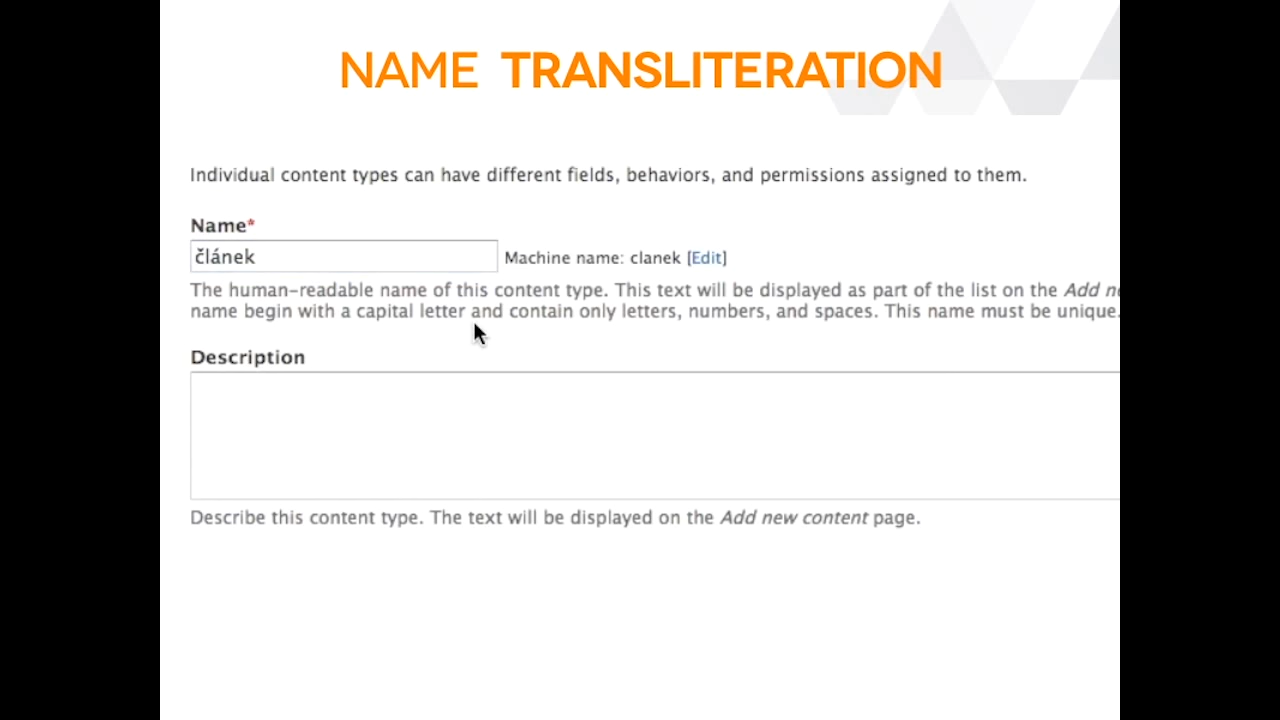 NAME TRANSLITERATION
Individual content types can have different fields, behaviors, and permissions assigned to them.
Name*
článek Machine name: clanek [Edit]
The human-readable name of this content type. This text will be displayed as part of the list on the Add
name begin with a capital letter and contain only letters, numbers, and spaces. This name must be unique.
Description
Describe this content type. The text will be displayed on the Add new content page.